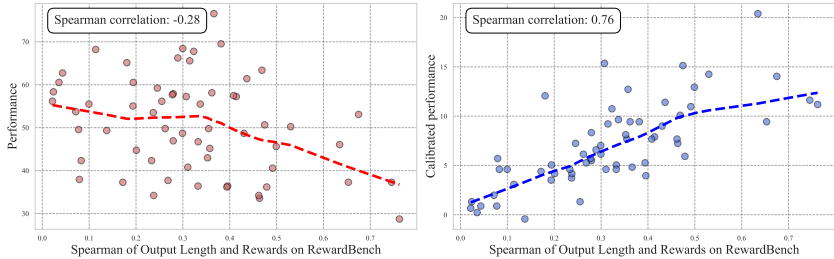 Spearman correlation: -0.28
Performance
70
60
50
40
30
0.0 0.1 0.2 0.3 0.4 0.5 0.6 0.7
Spearman of Output Length and Rewards on RewardBench
Spearman correlation: 0.76
Calibrated performance
20
15
10
5
0
0.0 0.1 0.2 0.3 0.4 0.5 0.6 0.7
Spearman of Output Length and Rewards on RewardBench